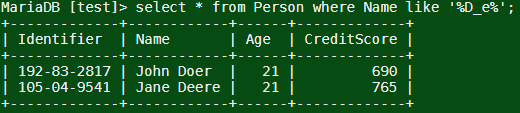 MariaDB [test]> select * from Person where Name like '%D_e%';
+-------------+------------+------+-------------+
| Identifier  | Name       | Age  | CreditScore |
+-------------+------------+------+-------------+
| 192-83-2817 | John Doer  |   21 |         690 |
| 105-04-9541 | Jane Deere |   21 |         765 |
+-------------+------------+------+-------------+